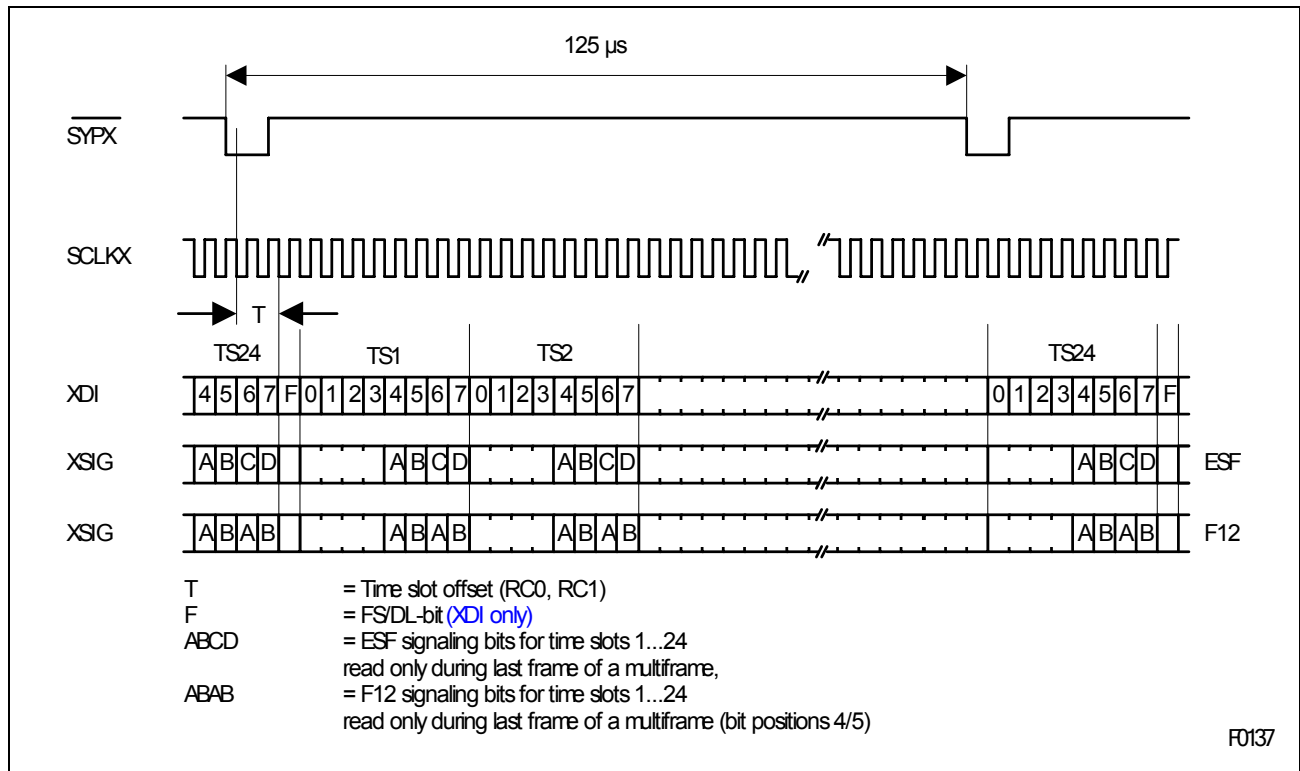 125 µs
SYPX
SCLKX
T
TS24 TS1 TS2 TS24
XDI 4 5 6 7 F 0 1 2 3 4 5 6 7 0 1 2 3 4 5 6 7 0 1 2 3 4 5 6 7 F
XSIG A B C D A B C D A B C D A B C D ESF
XSIG A B A B A B A B A B A B A B A B F12
T = Time slot offset (RC0, RC1)
F = FS/DL-bit (XDI only)
ABCD = ESF signaling bits for time slots 1...24
read only during last frame of a multiframe,
ABAB = F12 signaling bits for time slots 1...24
read only during last frame of a multiframe (bit positions 4/5)
F0137